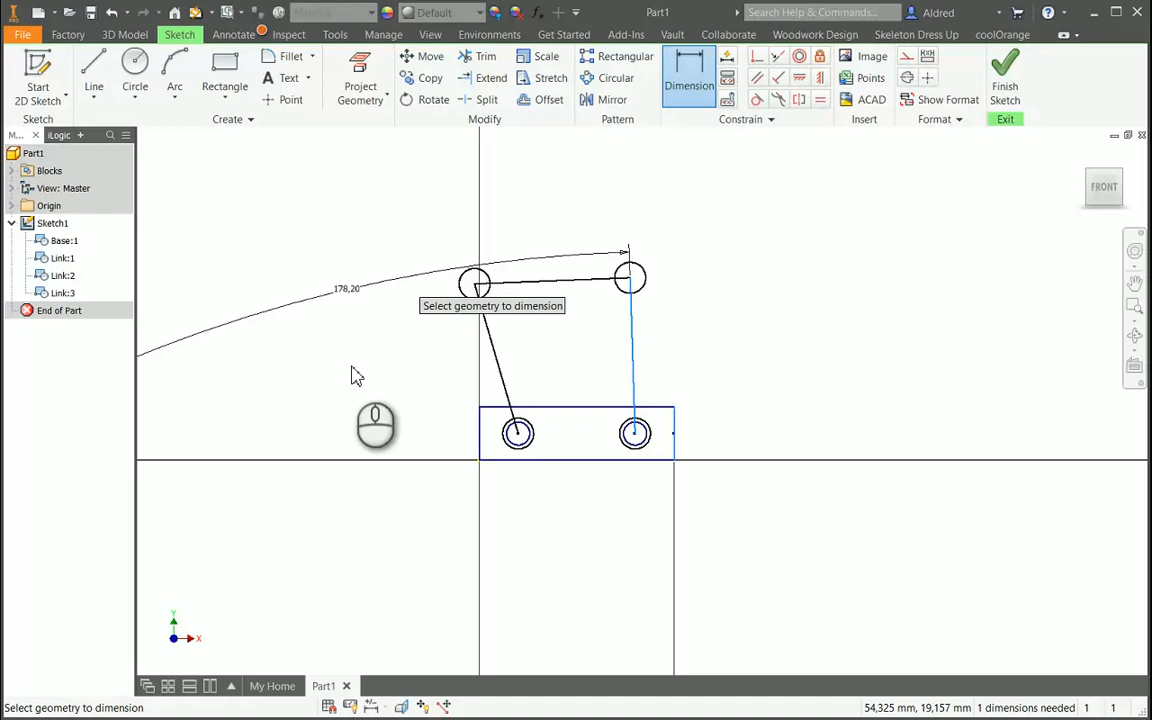 PRO
Material
Default
Part1
Search Help & Commands...
Aldred
File
Factory
3D Model
Sketch
Annotate
Inspect
Tools
Manage
View
Environments
Get Started
Add-Ins
Vault
Collaborate
Woodwork Design
Skeleton Dress Up
coolOrange
Start
2D Sketch
Line
Circle
Arc
Rectangle
Fillet
Text
Point
Project
Geometry
Move
Copy
Rotate
Trim
Extend
Split
Scale
Stretch
Offset
Rectangular
Circular
Mirror
Dimension
Image
Points
ACAD
Show Format
Finish
Sketch
Sketch
Create
Modify
Pattern
Constrain
Insert
Format
Exit
M...
iLogic
Part1
Blocks
View: Master
Origin
Sketch1
Base:1
Link:1
Link:2
Link:3
End of Part
FRONT
178,20
Select geometry to dimension
Y
X
My Home
Part1
Select geometry to dimension
54,325 mm, 19,157 mm
1 dimensions needed
1
1